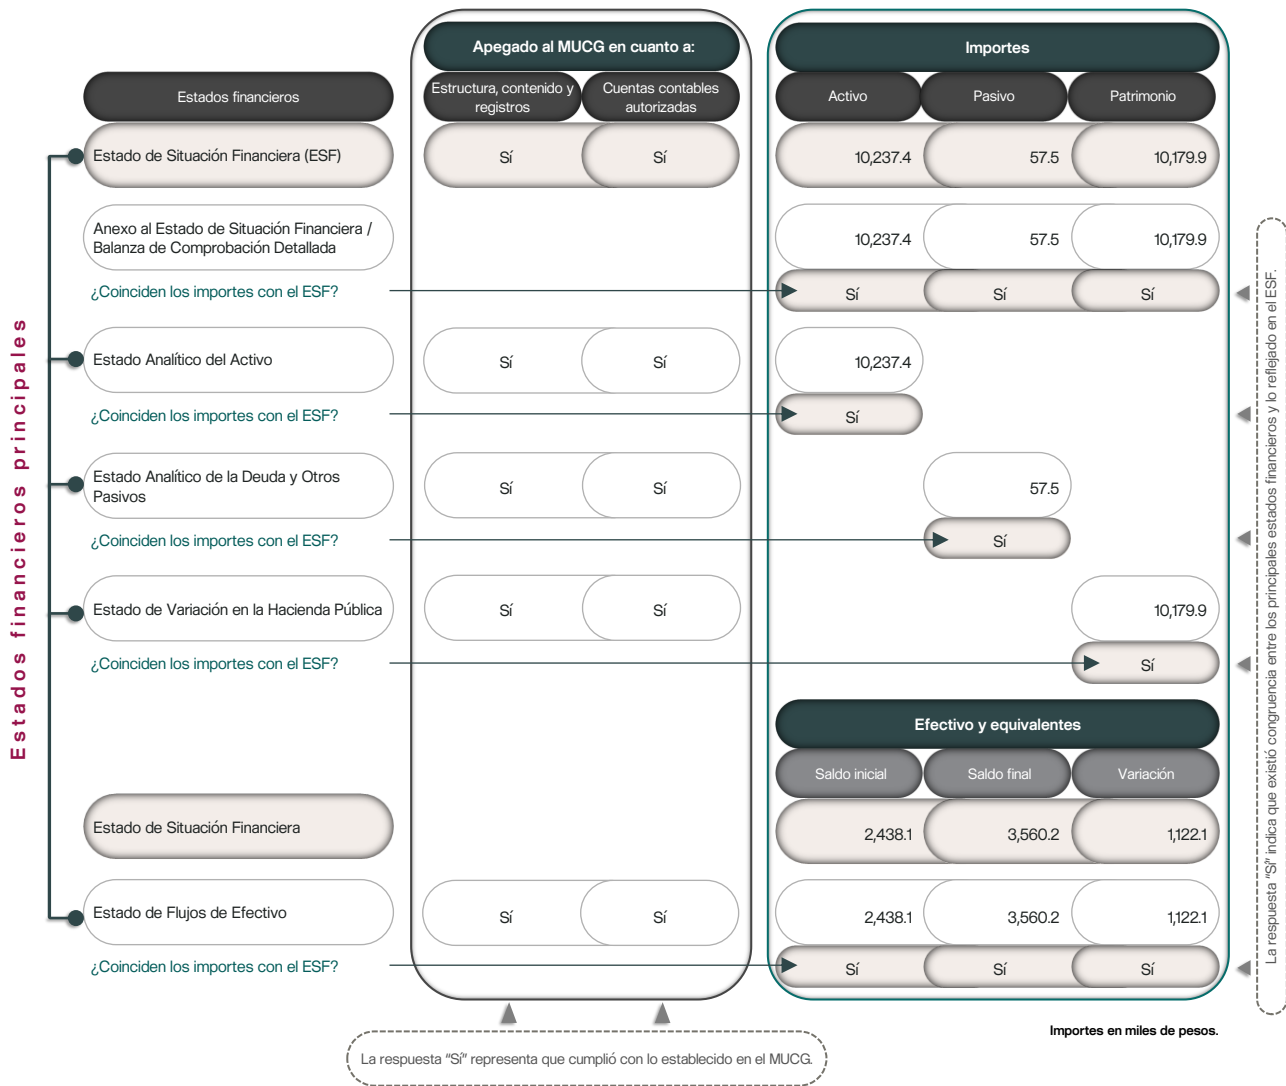 Apegado al MUCG en cuanto a:
Importes
Estados financieros
Estructura, contenido y
registros
Cuentas contables
autorizadas
Activo
Pasivo
Patrimonio
Estado de Situación Financiera (ESF)
Sí
Sí
10,237.4
57.5
10,179.9
Anexo al Estado de Situación Financiera /
Balanza de Comprobación Detallada
10,237.4
57.5
10,179.9
¿Coinciden los importes con el ESF?
Sí
Sí
Sí
Estado Analítico del Activo
Sí
Sí
10,237.4
¿Coinciden los importes con el ESF?
Sí
Estado Analítico de la Deuda y Otros
Pasivos
Sí
Sí
57.5
¿Coinciden los importes con el ESF?
Sí
Estado de Variación en la Hacienda Pública
Sí
Sí
10,179.9
¿Coinciden los importes con el ESF?
Sí
Efectivo y equivalentes
Saldo inicial
Saldo final
Variación
Estado de Situación Financiera
2,438.1
3,560.2
1,122.1
Estado de Flujos de Efectivo
Sí
Sí
2,438.1
3,560.2
1,122.1
¿Coinciden los importes con el ESF?
Sí
Sí
Sí
Estados financieros principales
La respuesta "Sí" indica que existió congruencia entre los principales estados financieros y lo reflejado en el ESF.
Importes en miles de pesos.
La respuesta "Sí" representa que cumplió con lo establecido en el MUCG.